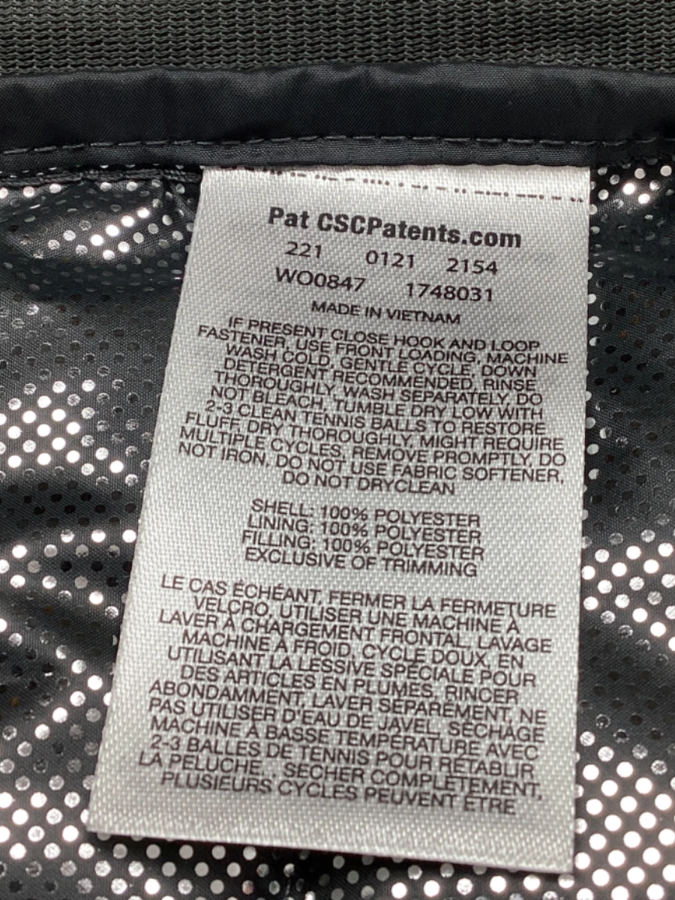 Pat CSCPatents.com
221 0121 2154
WO0847 1748031
MADE IN VIETNAM
IF PRESENT CLOSE HOOK AND LOOP
FASTENER, USE FRONT LOADING, MACHINE
WASH COLD, GENTLE CYCLE, DOWN
DETERGENT RECOMMENDED, RINSE
THOROUGHLY, WASH SEPARATELY, DO
NOT BLEACH, TUMBLE DRY LOW WITH
2-3 CLEAN TENNIS BALLS TO RESTORE
FLUFF, DRY THOROUGHLY, MIGHT REQUIRE
MULTIPLE CYCLES, REMOVE PROMPTLY, DO
NOT IRON, DO NOT USE FABRIC SOFTENER,
DO NOT DRYCLEAN
SHELL: 100% POLYESTER
LINING: 100% POLYESTER
FILLING: 100% POLYESTER
EXCLUSIVE OF TRIMMING
LE CAS ÉCHÉANT, FERMER LA FERMETURE
VELCRO, UTILISER UNE MACHINE À
LAVER À CHARGEMENT FRONTAL, LAVAGE
MACHINE À FROID, CYCLE DOUX, EN
UTILISANT LA LESSIVE SPÉCIALE POUR
DES ARTICLES EN PLUMES, RINCER
ABONDAMMENT, LAVER SÉPARÉMENT, NE
PAS UTILISER D'EAU DE JAVEL, SÉCHAGE
MACHINE À BASSE TEMPÉRATURE AVEC
2-3 BALLES DE TENNIS POUR RÉTABLIR
LA PELUCHE , SÉCHER COMPLÈTEMENT,
PLUSIEURS CYCLES PEUVENT ÊTRE